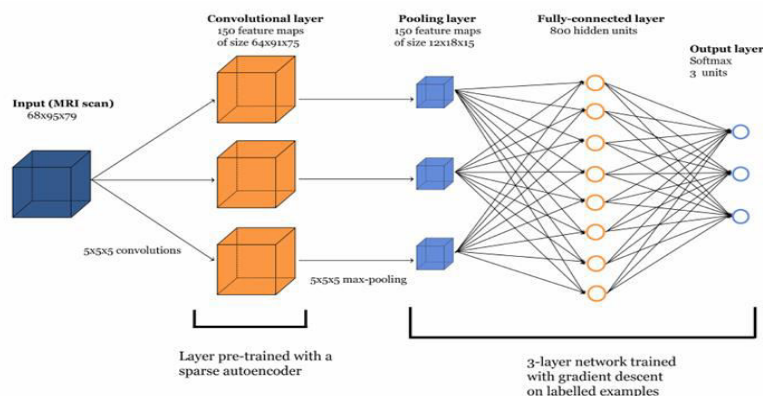 Convolutional layer
150 feature maps
of size 64x91x75
Pooling layer
150 feature maps
of size 12x18x15
Fully-connected layer
800 hidden units
Output layer
Softmax
3 units
Input (MRI scan)
68x95x79
5x5x5 convolutions
5x5x5 max-pooling
Layer pre-trained with a
sparse autoencoder
3-layer network trained
with gradient descent
on labelled examples